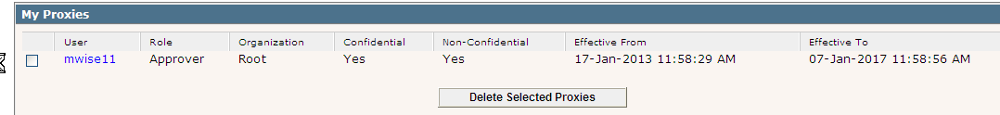 My Proxies
User Role Organization Confidential Non-Confidential Effective From Effective To
mwise11 Approver Root Yes Yes 17-Jan-2013 11:58:29 AM 07-Jan-2017 11:58:56 AM
Delete Selected Proxies